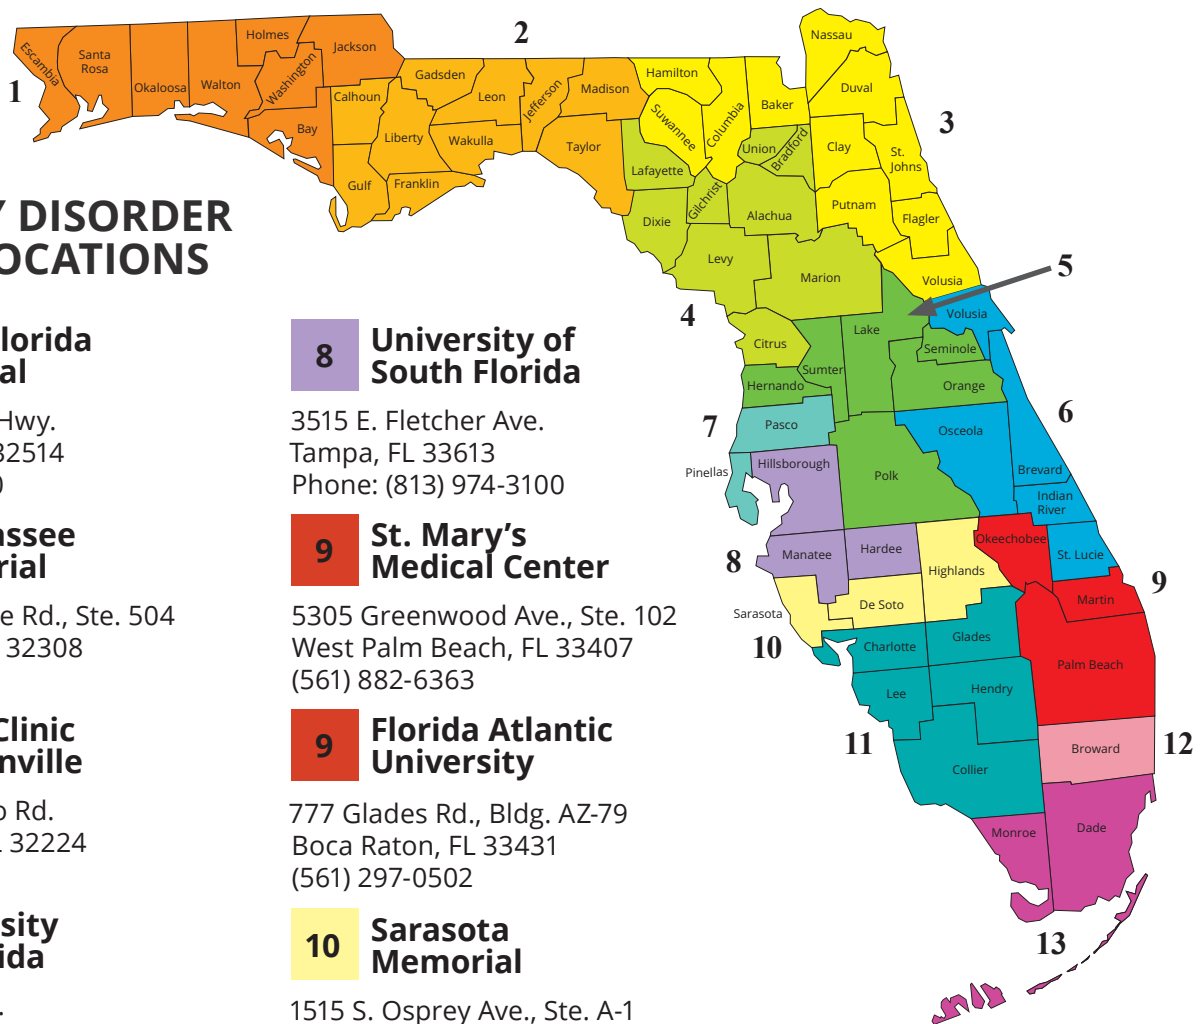 2
Nassau
Holmes
Jackson
Escambia
Santa
Rosa
Okaloosa
Walton
Washington
1
Gadsden
Calhoun
Leon
Jefferson
Madison
Hamilton
Suwannee
Columbia
Baker
Duval
3
Bay
Liberty
Wakulla
Taylor
Union
Bradford
Clay
St.
Johns
Gulf
Franklin
Lafayette
Gilchrist
Dixie
Alachua
Putnam
Flagler
Levy
Marion
Volusia
5
4
Volusia
Lake
Citrus
Seminole
Sumter
Hernando
Orange
7
Pasco
Osceola
6
Pinellas
Hillsborough
Polk
Brevard
Indian
River
Okeechobee
8
Manatee
Hardee
Highlands
St. Lucie
9
Sarasota
De Soto
Martin
10
Charlotte
Glades
Palm Beach
Lee
Hendry
11
Collier
Broward
12
Monroe
Dade
13
Y DISORDER
OCATIONS
lorida
al
Hwy.
32514
0
assee
rial
e Rd., Ste. 504
32308
Clinic
nville
o Rd.
L 32224
sity
ida
.
8
University of
South Florida
3515 E. Fletcher Ave.
Tampa, FL 33613
Phone: (813) 974-3100
9
St. Mary’s
Medical Center
5305 Greenwood Ave., Ste. 102
West Palm Beach, FL 33407
(561) 882-6363
9
Florida Atlantic
University
777 Glades Rd., Bldg. AZ-79
Boca Raton, FL 33431
(561) 297-0502
10
Sarasota
Memorial
1515 S. Osprey Ave., Ste. A-1